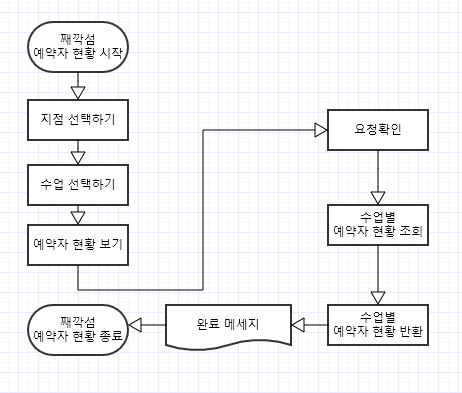 째깍섬
예약자 현황 시작
지점 선택하기
수업 선택하기
예약자 현황 보기
요청확인
수업별
예약자 현황 조회
수업별
예약자 현황 반환
완료 메세지
째깍섬
예약자 현황 종료